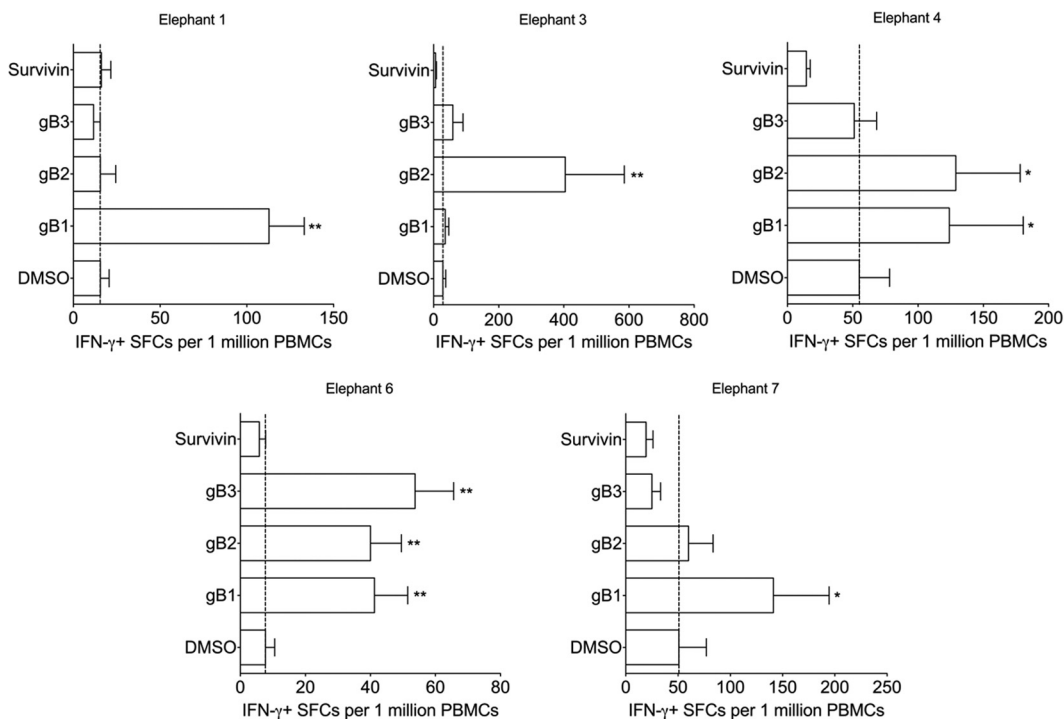 Elephant 1
Survivin
gB3
gB2
gB1
**
DMSO
0 50 100 150
IFN-γ+ SFCs per 1 million PBMCs
Elephant 3
Survivin
gB3
gB2
**
gB1
DMSO
0 200 400 600 800
IFN-γ+ SFCs per 1 million PBMCs
Elephant 4
Survivin
gB3
gB2
*
gB1
*
DMSO
0 50 100 150 200
IFN-γ+ SFCs per 1 million PBMCs
Elephant 6
Survivin
gB3
**
gB2
**
gB1
**
DMSO
0 20 40 60 80
IFN-γ+ SFCs per 1 million PBMCs
Elephant 7
Survivin
gB3
gB2
gB1
*
DMSO
0 50 100 150 200 250
IFN-γ+ SFCs per 1 million PBMCs